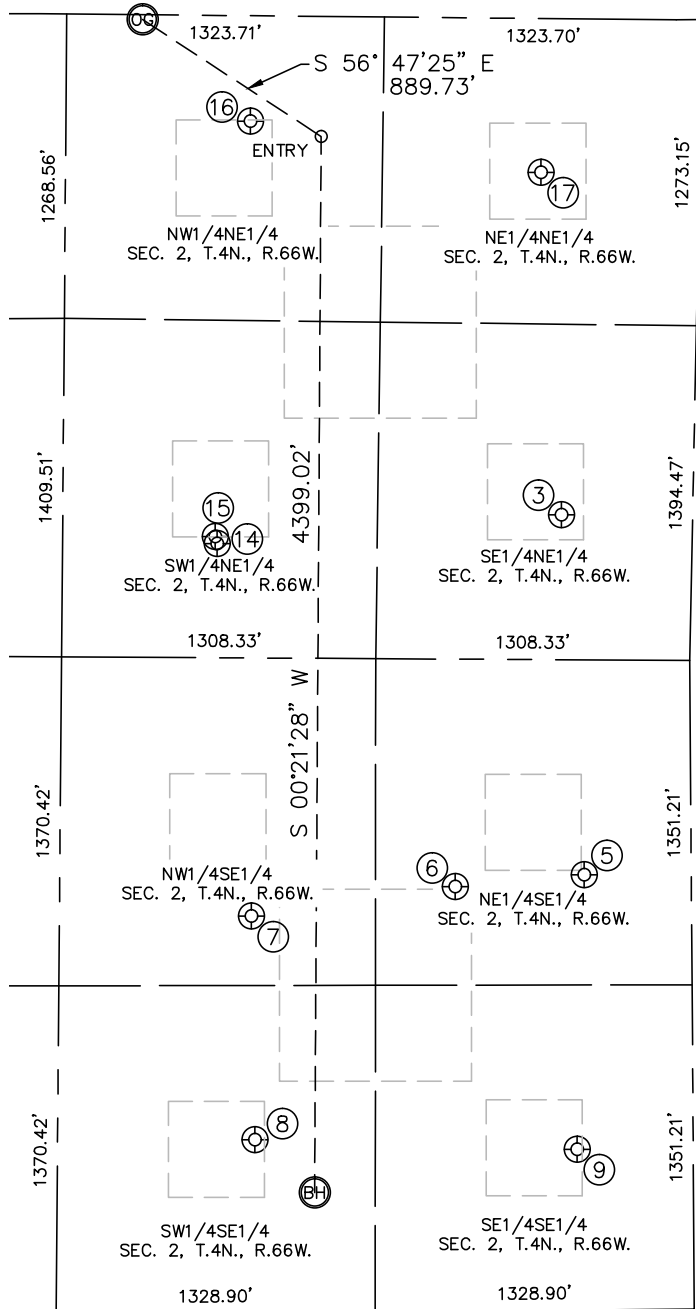 OG
1323.71'
1323.70'
S 56° 47'25" E
889.73'
16
ENTRY
17
1268.56'
1273.15'
NW1/4NE1/4
SEC. 2, T.4N., R.66W.
NE1/4NE1/4
SEC. 2, T.4N., R.66W.
1409.51'
4399.02'
1394.47'
15
14
3
SW1/4NE1/4
SEC. 2, T.4N., R.66W.
SE1/4NE1/4
SEC. 2, T.4N., R.66W.
1308.33'
1308.33'
S 00°21'28" W
1370.42'
1351.21'
6
5
NW1/4SE1/4
SEC. 2, T.4N., R.66W.
NE1/4SE1/4
SEC. 2, T.4N., R.66W.
7
1370.42'
1351.21'
8
9
BH
SW1/4SE1/4
SEC. 2, T.4N., R.66W.
SE1/4SE1/4
SEC. 2, T.4N., R.66W.
1328.90'
1328.90'